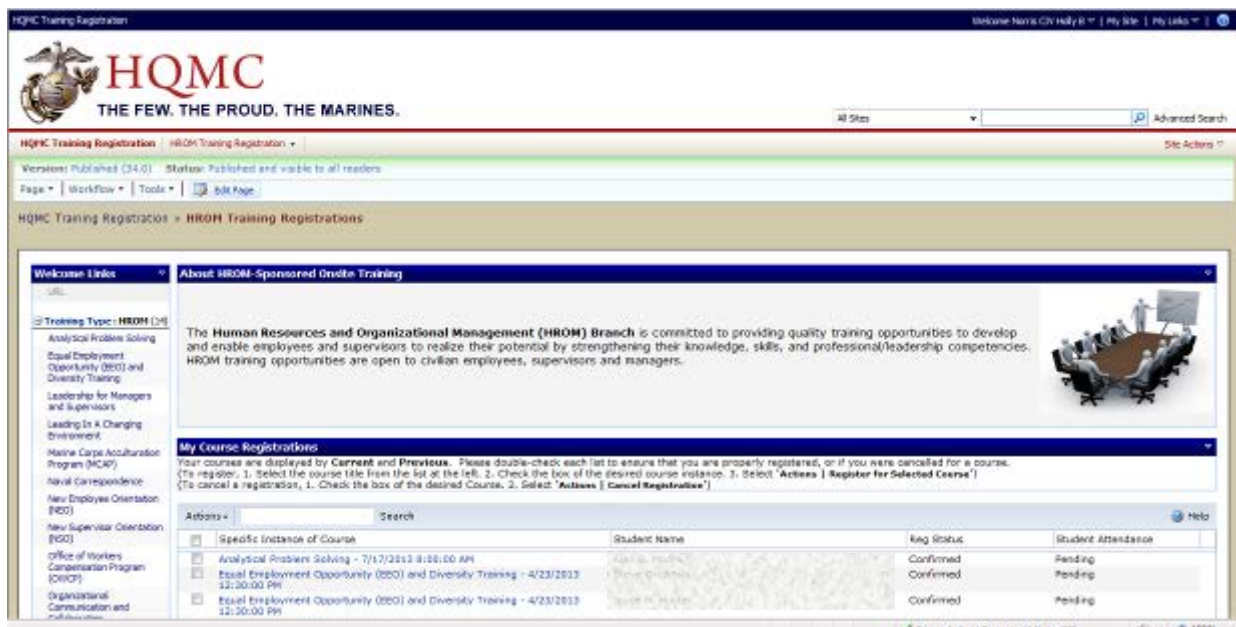 HQMC Training Registration
Welcome Norris CIV Holly B | My Site | My Links
HQMC
THE FEW. THE PROUD. THE MARINES.
All Sites
Advanced Search
HQMC Training Registration
HROM Training Registration
Site Actions
Version: Published (34.0) Status: Published and visible to all readers
Page | Workflow | Tools | Edit Page
HQMC Training Registration > HROM Training Registrations
Welcome Links
URL
Training Type : HROM (14)
Analytical Problem Solving
Equal Employment
Opportunity (EEO) and
Diversity Training
Leadership for Managers
and Supervisors
Leading In A Changing
Environment
Marine Corps Acculturation
Program (MCAP)
Naval Correspondence
New Employee Orientation
(NEO)
New Supervisor Orientation
(NSO)
Office of Workers
Compensation Program
(OWCP)
Organizational
Communication and
About HROM-Sponsored Onsite Training
The Human Resources and Organizational Management (HROM) Branch is committed to providing quality training opportunities to develop
and enable employees and supervisors to realize their potential by strengthening their knowledge, skills, and professional/leadership competencies.
HROM training opportunities are open to civilian employees, supervisors and managers.
My Course Registrations
Your courses are displayed by Current and Previous. Please double-check each list to ensure that you are properly registered, or if you were cancelled for a course.
(To register, 1. Select the course title from the list at the left. 2. Check the box of the desired course instance. 3. Select 'Actions | Register for Selected Course')
(To cancel a registration, 1. Check the box of the desired Course. 2. Select 'Actions | Cancel Registration')
Actions
Search
Help
Specific Instance of Course
Student Name
Reg Status
Student Attendance
Analytical Problem Solving - 7/17/2013 8:00:00 AM
Confirmed
Pending
Equal Employment Opportunity (EEO) and Diversity Training - 4/23/2013
12:30:00 PM
Confirmed
Pending
Equal Employment Opportunity (EEO) and Diversity Training - 4/23/2013
12:30:00 PM
Confirmed
Pending